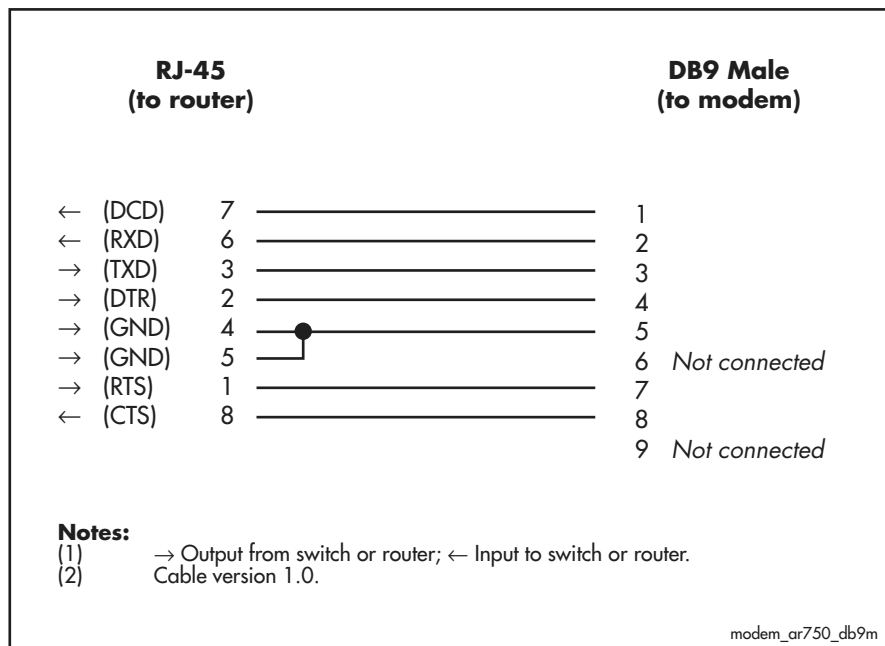 RJ-45 DB9 Male
(to router) (to modem)
← (DCD) 7 1
← (RXD) 6 2
→ (TXD) 3 3
→ (DTR) 2 4
→ (GND) 4 5
→ (GND) 5 6 Not connected
→ (RTS) 1 7
← (CTS) 8 8
9 Not connected
Notes:
(1) → Output from switch or router; ← Input to switch or router.
(2) Cable version 1.0.
modem_ar750_db9m